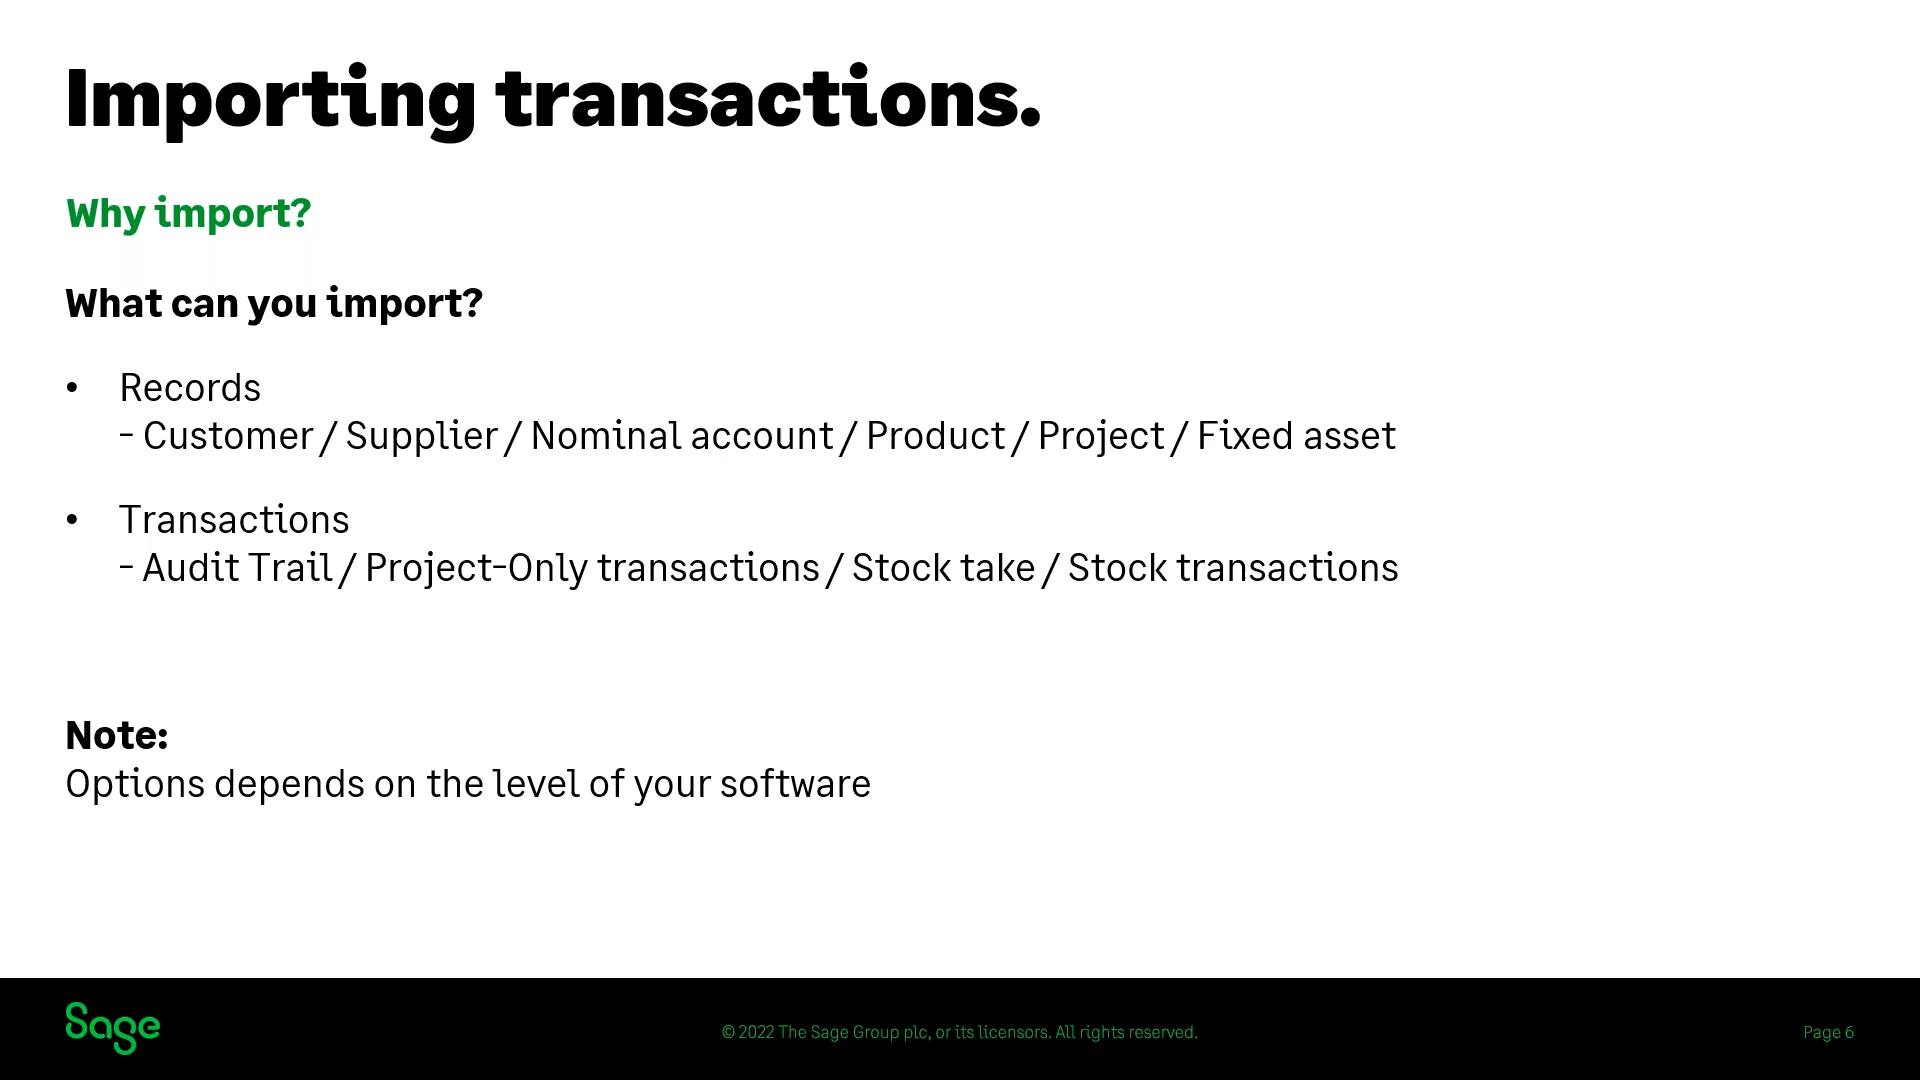 Importing transactions.
Why import?
What can you import?
• Records
- Customer / Supplier / Nominal account / Product / Project / Fixed asset
• Transactions
- Audit Trail / Project-Only transactions / Stock take / Stock transactions
Note:
Options depends on the level of your software
Sage
© 2022 The Sage Group plc, or its licensors. All rights reserved.
Page 6